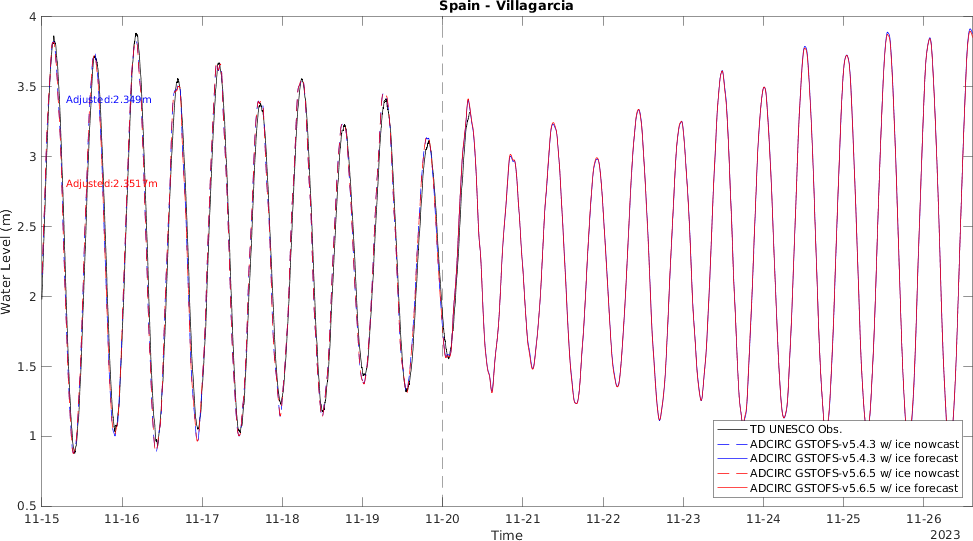 Spain - Villagarcia
4
3.5
3
2.5
2
1.5
1
0.5
Water Level (m)
Adjusted:2.349m
Adjusted:2.3517m
TD UNESCO Obs.
ADCIRC GSTOFS-v5.4.3 w/ ice nowcast
ADCIRC GSTOFS-v5.4.3 w/ ice forecast
ADCIRC GSTOFS-v5.6.5 w/ ice nowcast
ADCIRC GSTOFS-v5.6.5 w/ ice forecast
11-15 11-16 11-17 11-18 11-19 11-20 11-21 11-22 11-23 11-24 11-25 11-26
2023
Time